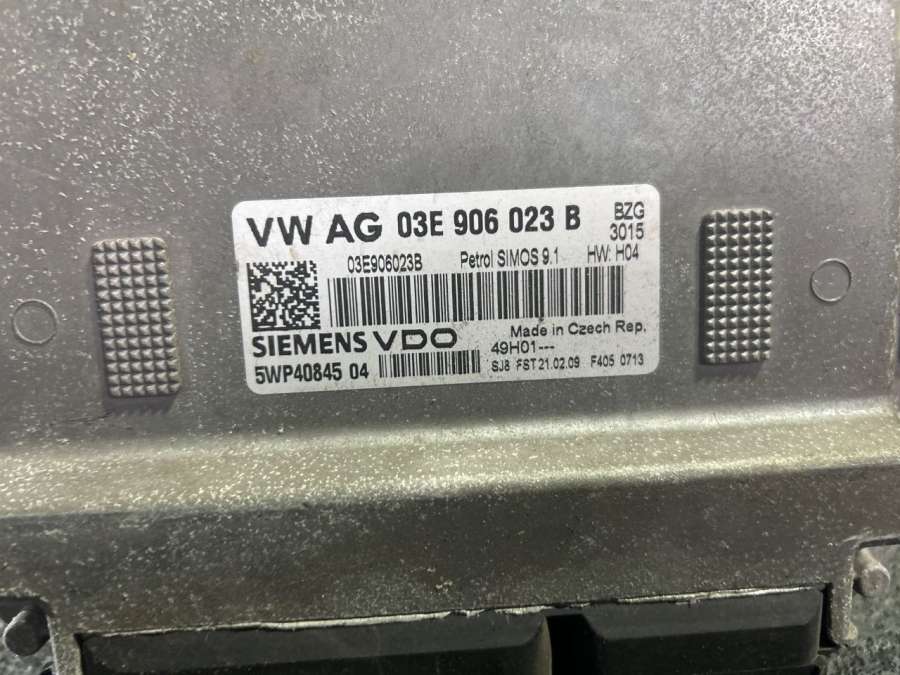 VW AG 03E 906 023 B
BZG
3015
03E906023B Petrol SIMOS 9.1 HW: H04
SIEMENS VDO
Made in Czech Rep.
49H01---
5WP40845 04
SJ8 FST 21.02.09 F405 0713